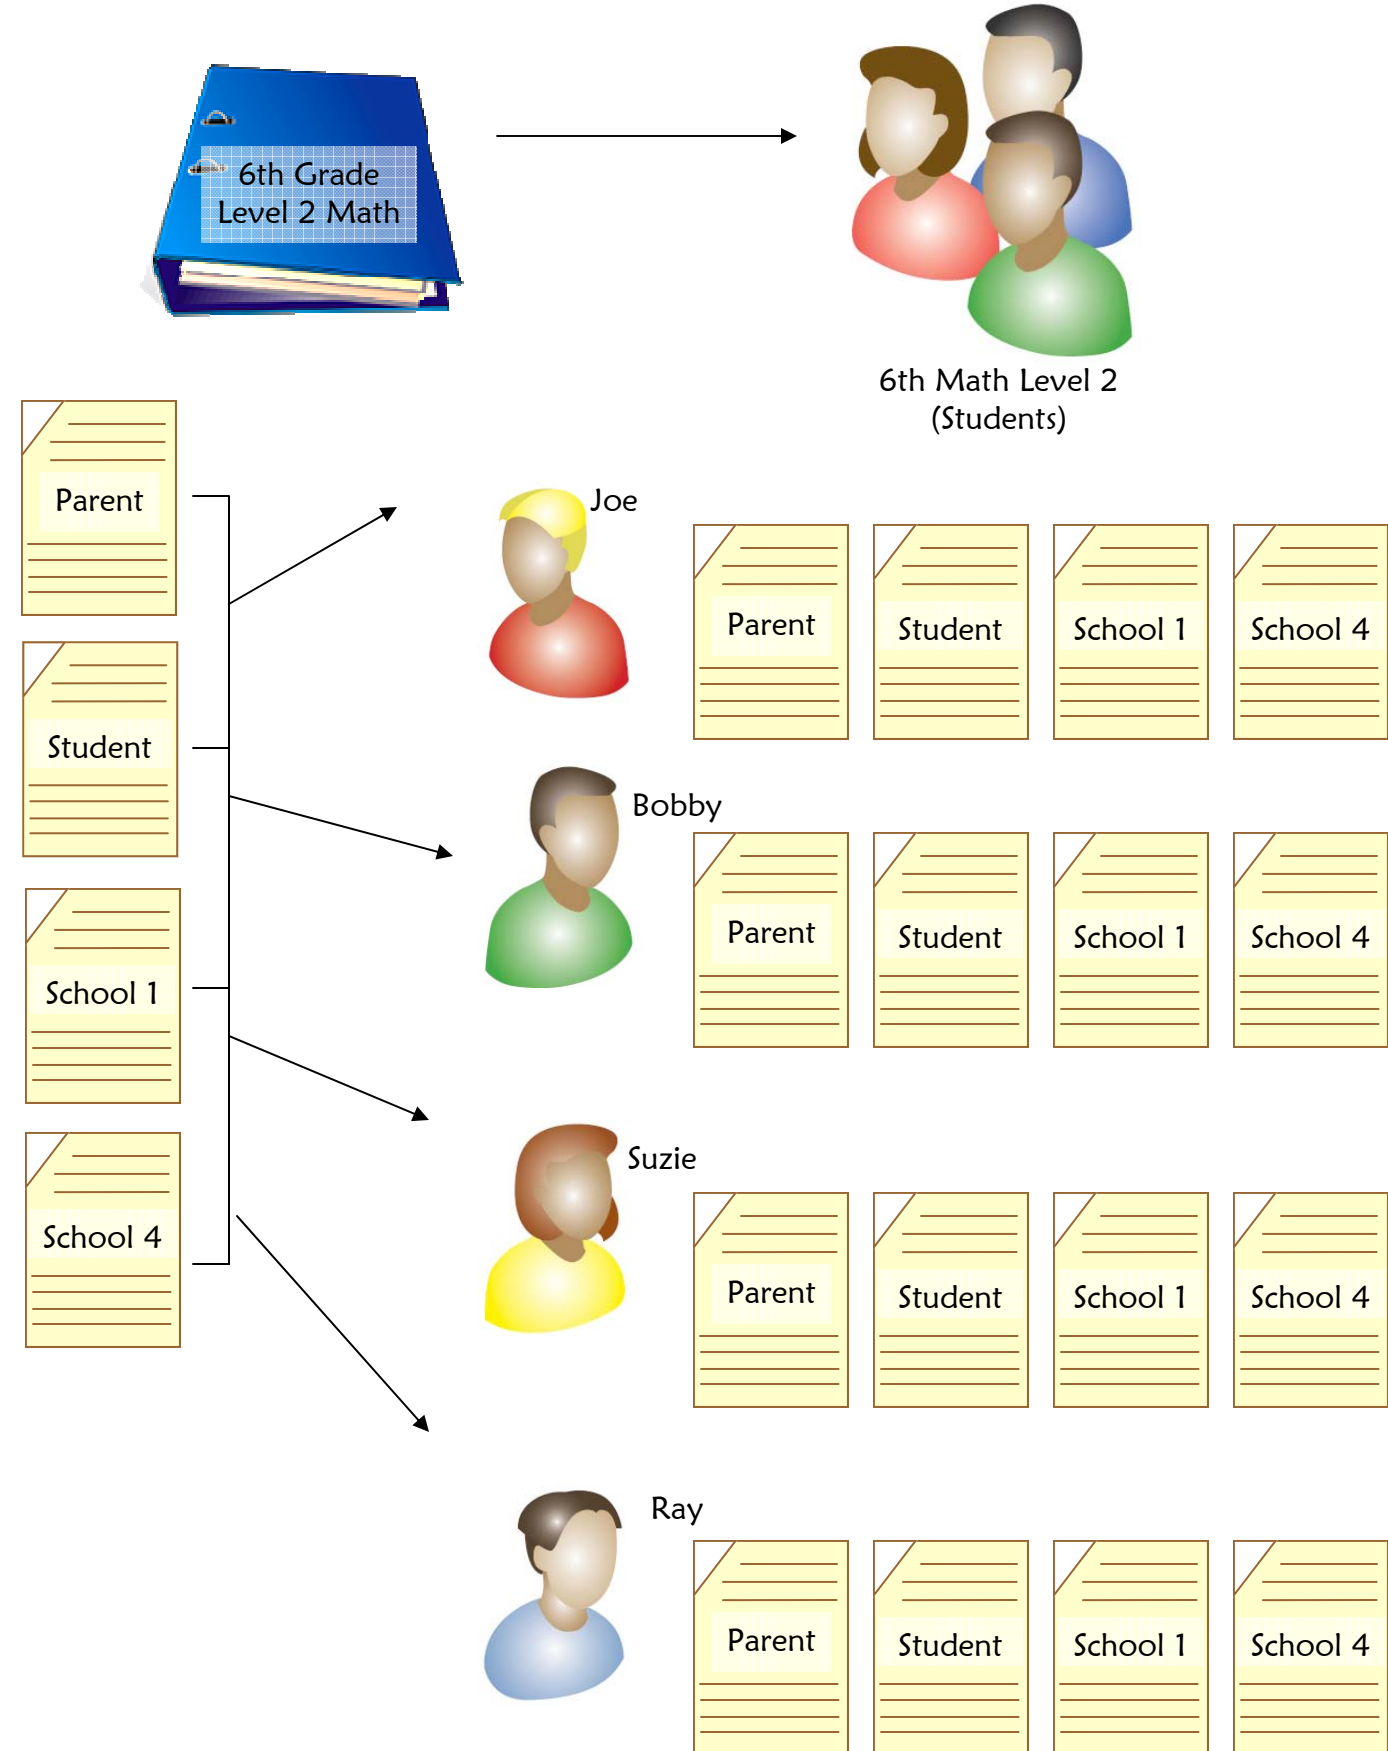 6th Grade
Level 2 Math
6th Math Level 2
(Students)
Parent
Student
School 1
School 4
Joe
Parent
Student
School 1
School 4
Bobby
Parent
Student
School 1
School 4
Suzie
Parent
Student
School 1
School 4
Ray
Parent
Student
School 1
School 4